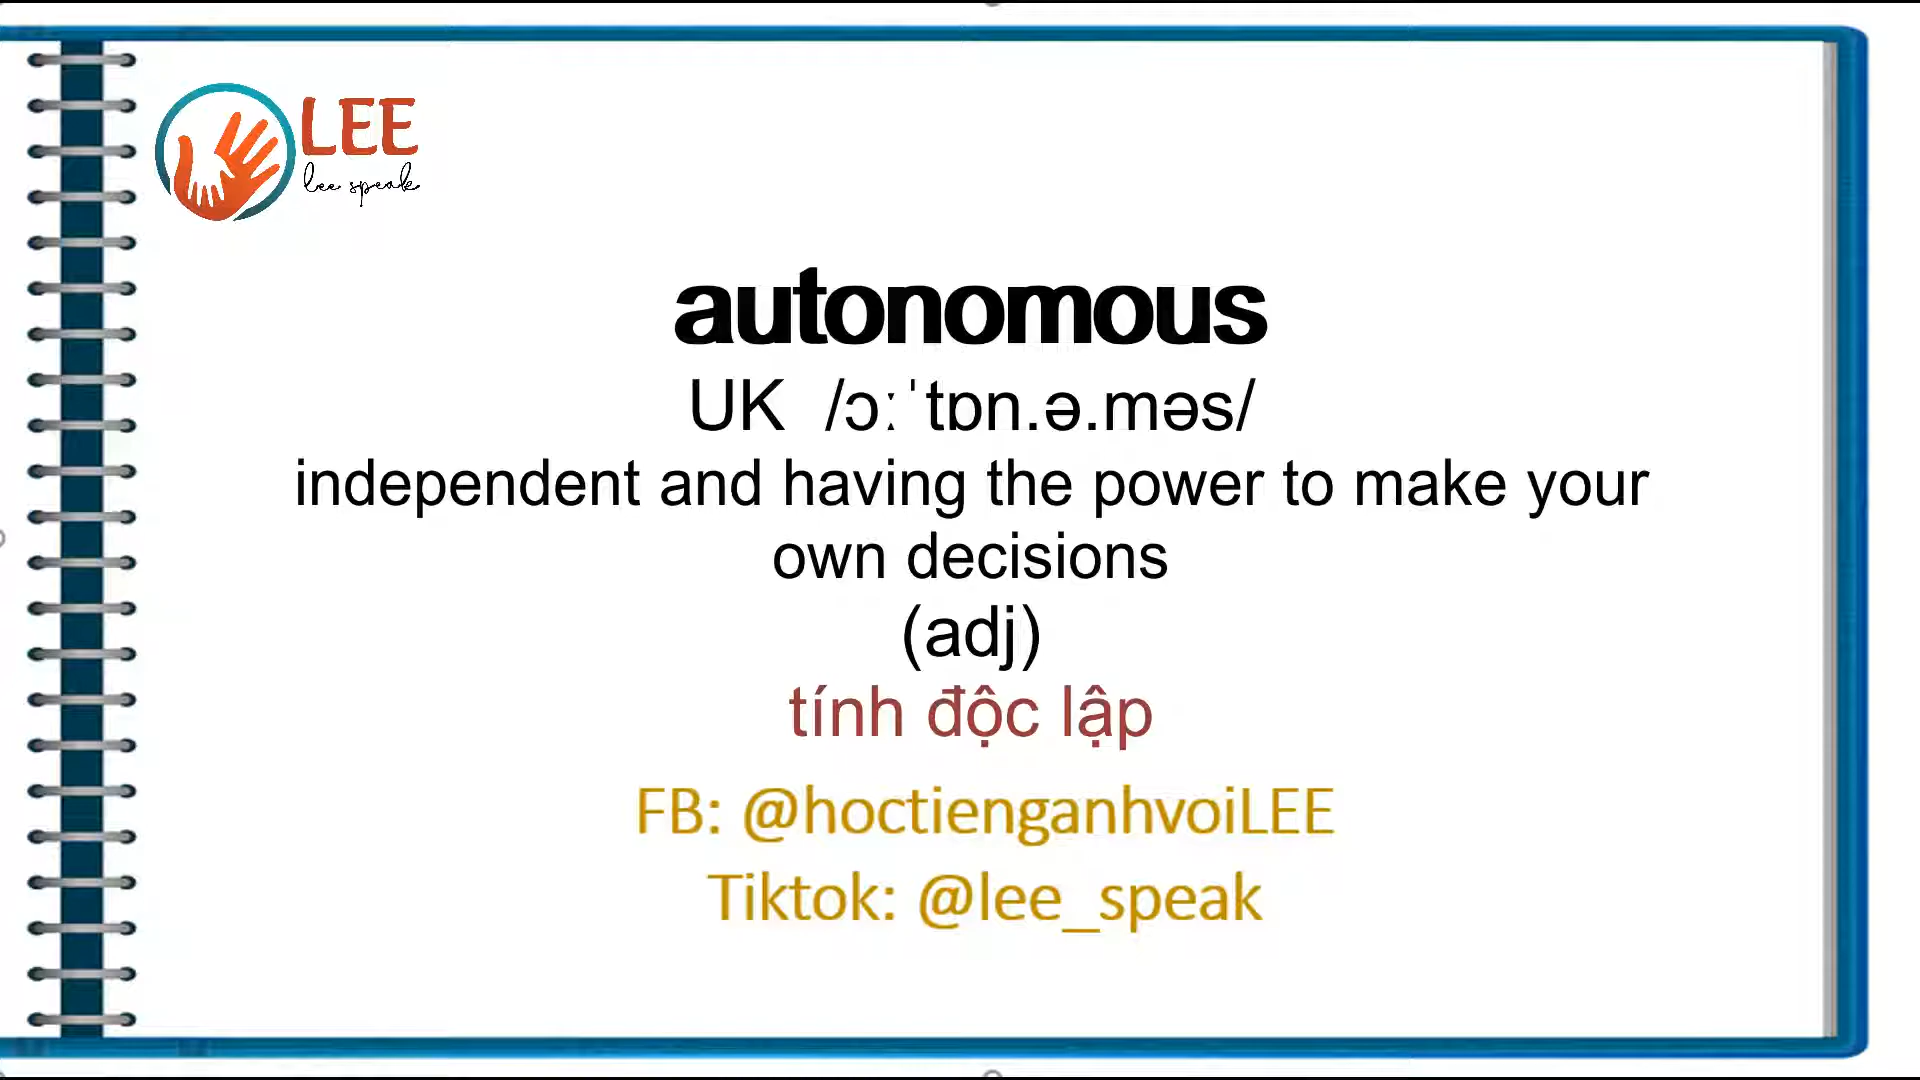 LEE
lee speak
autonomous
UK /ɔːˈtɒn.ə.məs/
independent and having the power to make your
own decisions
(adj)
tính độc lập
FB: @hoctienganhvoiLEE
Tiktok: @lee_speak